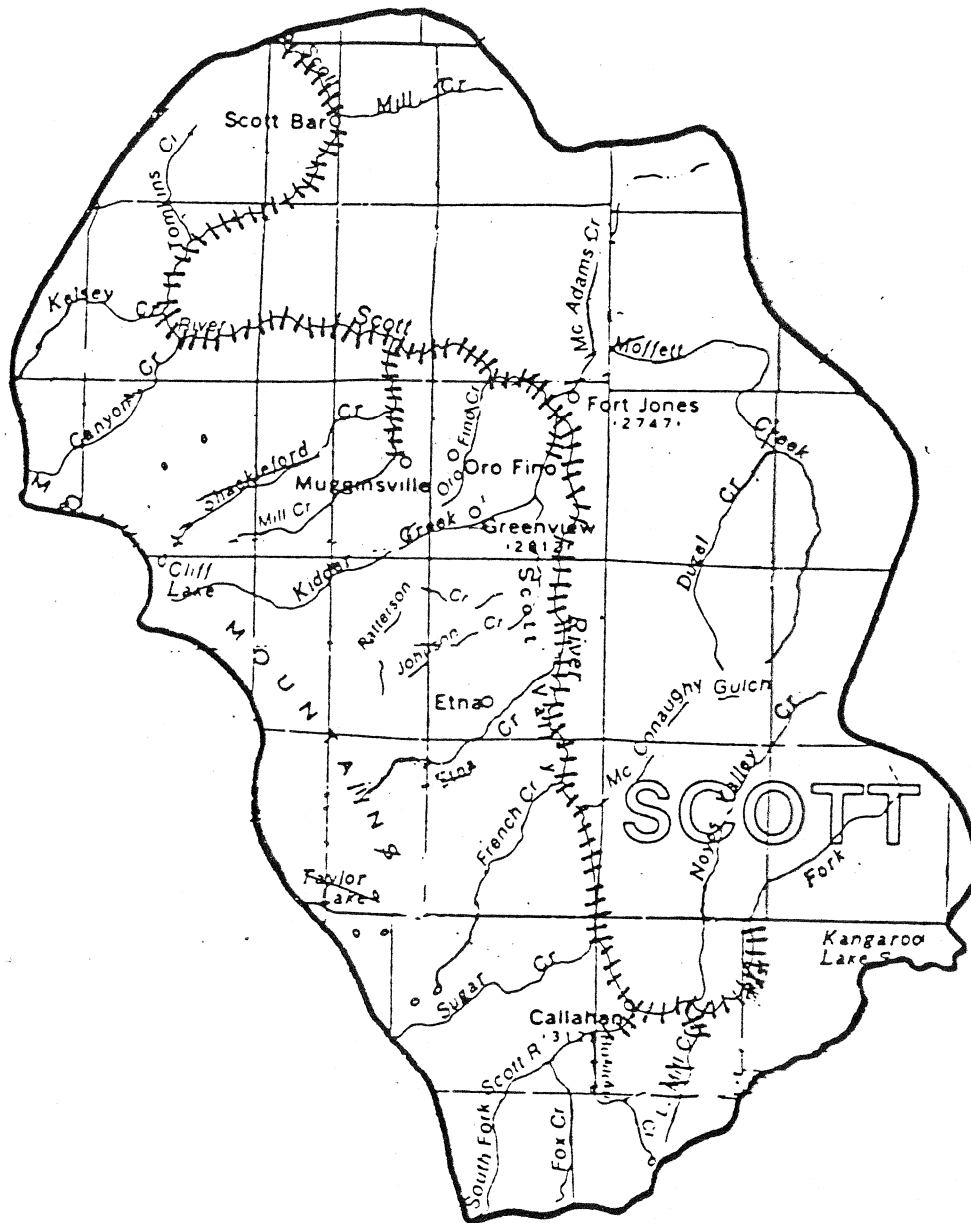 Scott
Mill Cr
Scott Bar
Tomkins Cr
Mc Adams Cr
Kelsey Cr
River
Scott
Moffett
Creek
Canyon Cr
Fort Jones
2747
Oro Fino Cr
Oro Fino
Shackleford Cr
Mugginsville
Mill Cr
Greenview
Kidder Creek
Dugal Cr
Cliff
Lake
Scott
River
Patterson Cr
Johnson Cr
MOUNTAINS
Etna
Etna Cr
Valley
Mc Conaughy Gulch
Noyes Valley Cr
SCOTT
French Cr
Fork
Taylor
Lake
Kangaroo
Lake
Sugar Cr
Callahan
South Fork Scott R
Fox Cr
Mill Cr